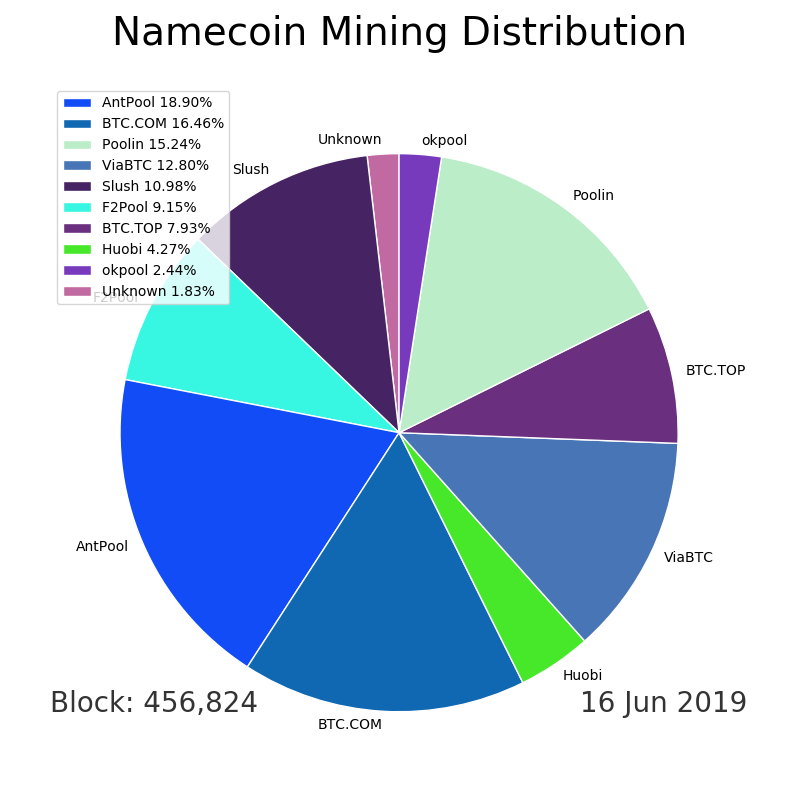 Namecoin Mining Distribution
AntPool 18.90%
BTC.COM 16.46%
Poolin 15.24%
ViaBTC 12.80%
Slush 10.98%
F2Pool 9.15%
BTC.TOP 7.93%
Huobi 4.27%
okpool 2.44%
Unknown 1.83%
Unknown
okpool
Slush
Poolin
F2Pool
BTC.TOP
AntPool
ViaBTC
Huobi
BTC.COM
Block: 456,824
16 Jun 2019